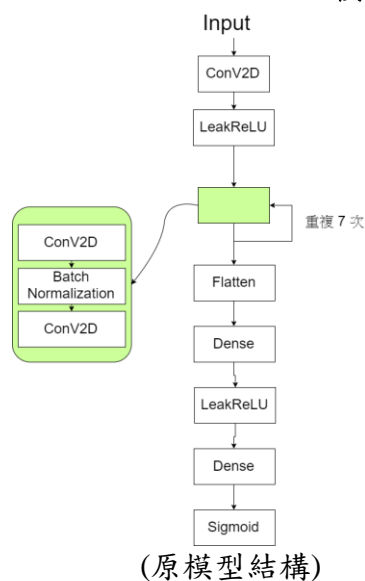 Input
ConV2D
LeakReLU
重複 7 次
ConV2D
Batch
Normalization
ConV2D
Flatten
Dense
LeakReLU
Dense
Sigmoid
(原模型結構)